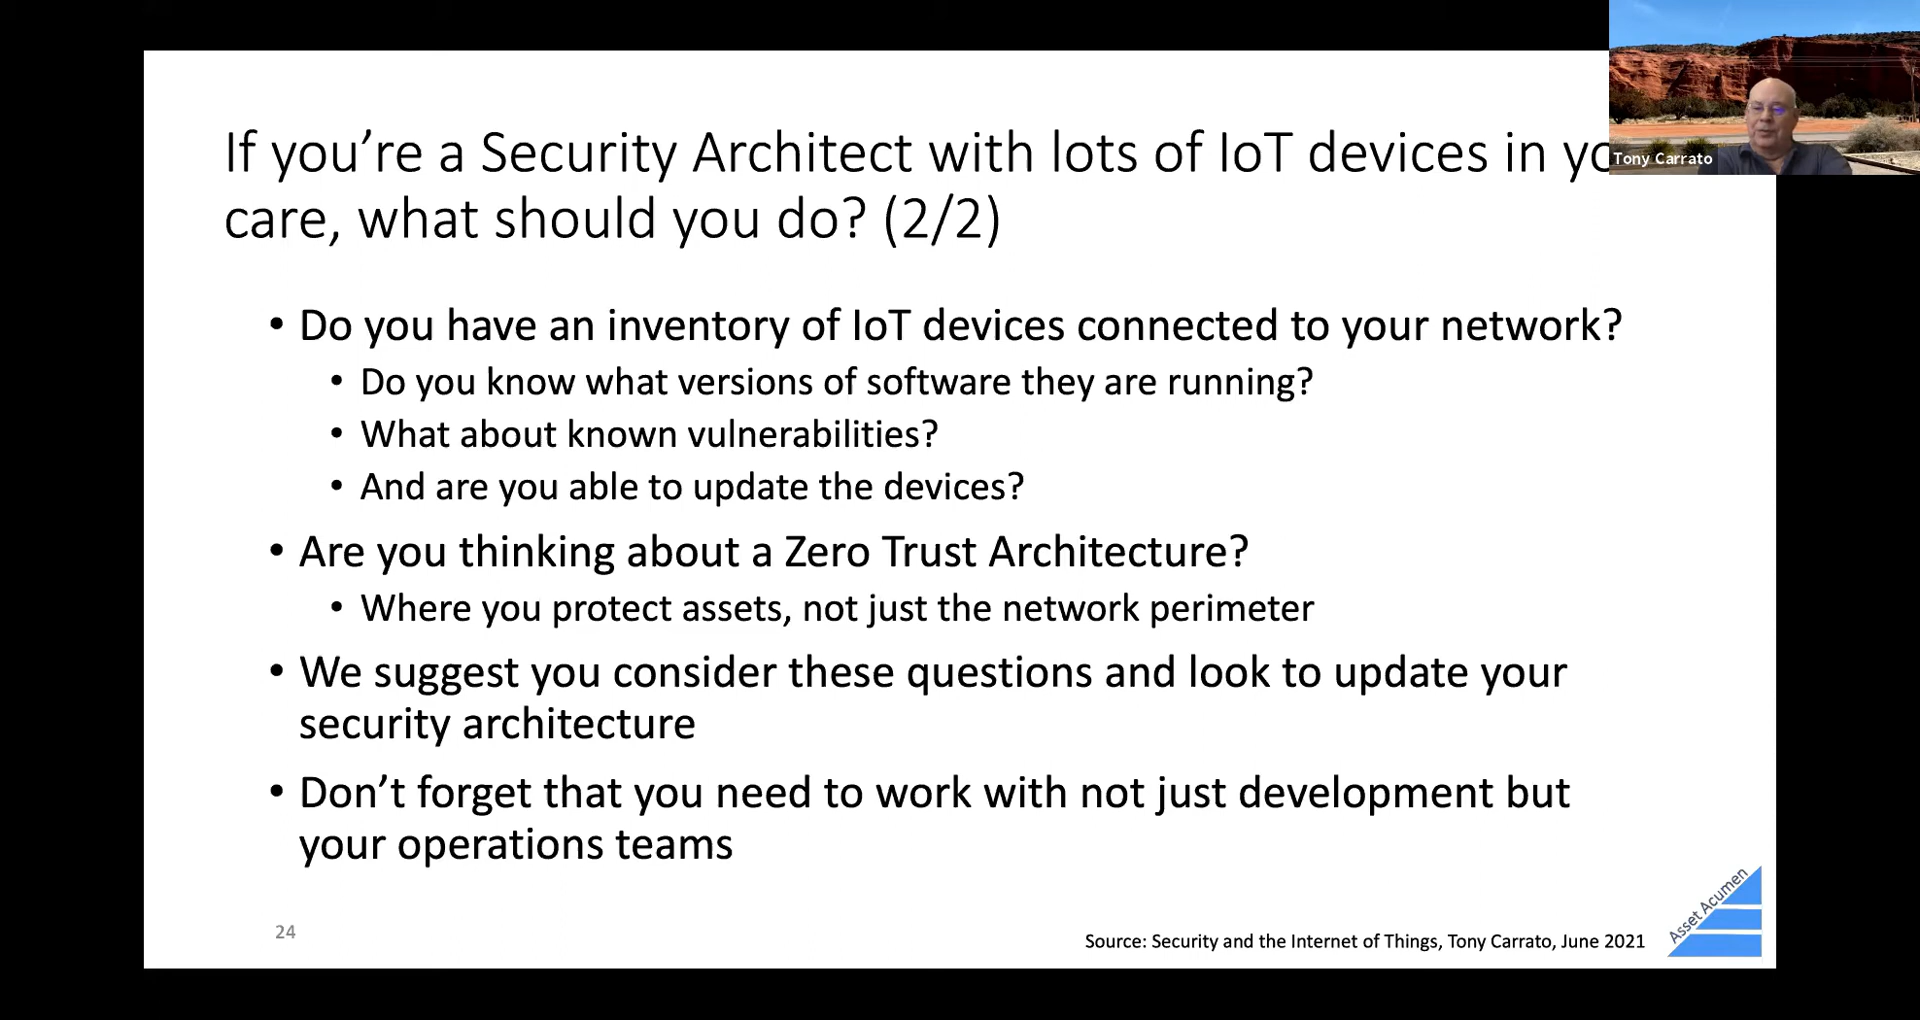 If you’re a Security Architect with lots of IoT devices in
care, what should you do? (2/2)
Tony Carrato
• Do you have an inventory of IoT devices connected to your network?
• Do you know what versions of software they are running?
• What about known vulnerabilities?
• And are you able to update the devices?
• Are you thinking about a Zero Trust Architecture?
• Where you protect assets, not just the network perimeter
• We suggest you consider these questions and look to update your
security architecture
• Don’t forget that you need to work with not just development but
your operations teams
24
Source: Security and the Internet of Things, Tony Carrato, June 2021
Asset Acumen